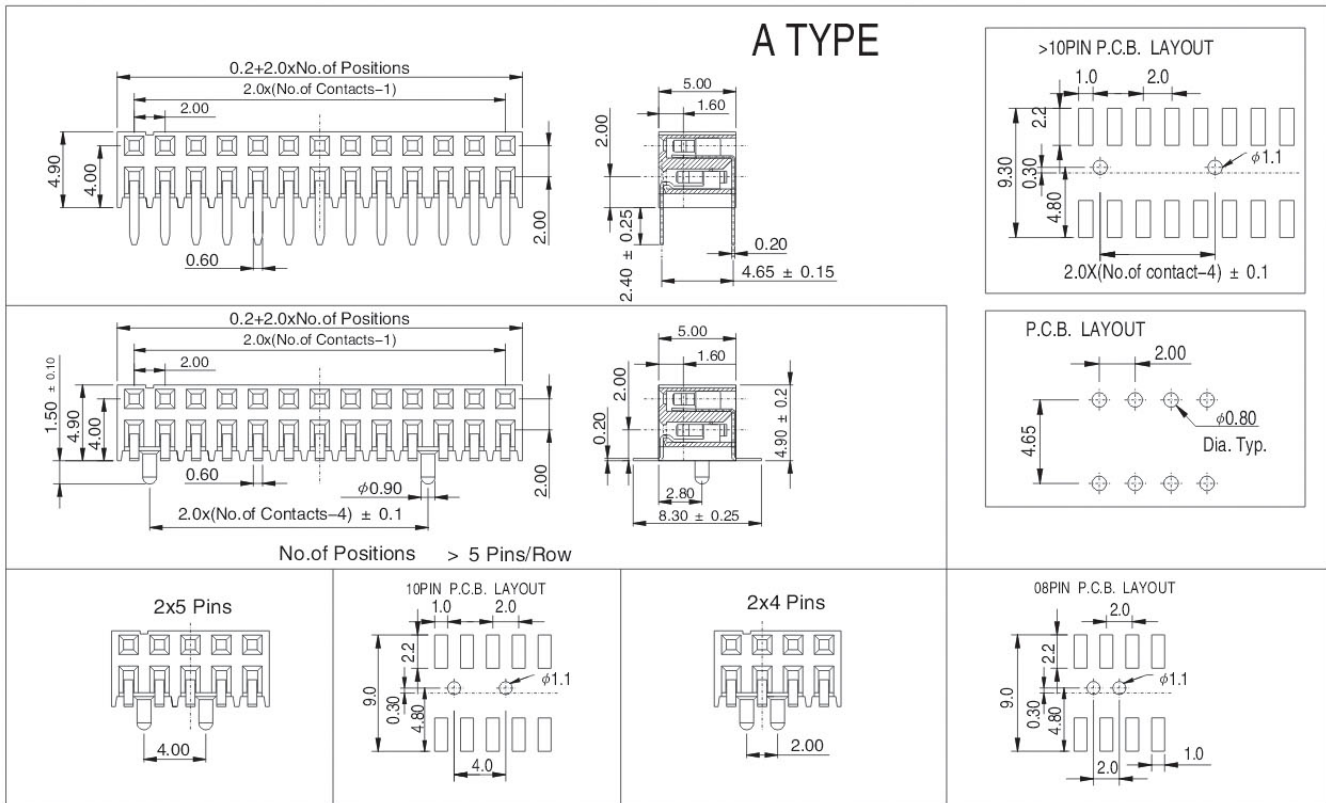 A TYPE
0.2+2.0xNo.of Positions
2.0x(No.of Contacts-1)
2.00
4.90
4.00
2.00
0.60
5.00
1.60
2.00
2.40 ± 0.25
0.20
4.65 ± 0.15
>10PIN P.C.B. LAYOUT
1.0
2.0
2.2
9.30
0.30
4.80
ϕ1.1
2.0X(No.of contact-4) ± 0.1
0.2+2.0xNo.of Positions
2.0x(No.of Contacts-1)
2.00
1.50 ± 0.10
4.90
4.00
2.00
0.60
ϕ0.90
2.0x(No.of Contacts-4) ± 0.1
5.00
1.60
2.00
0.20
4.90 ± 0.2
2.80
8.30 ± 0.25
No.of Positions > 5 Pins/Row
P.C.B. LAYOUT
2.00
4.65
ϕ0.80
Dia. Typ.
2x5 Pins
4.00
10PIN P.C.B. LAYOUT
1.0
2.0
2.2
9.0
0.30
4.80
ϕ1.1
4.0
2x4 Pins
2.00
08PIN P.C.B. LAYOUT
2.0
2.2
9.0
0.30
4.80
ϕ1.1
2.0
1.0